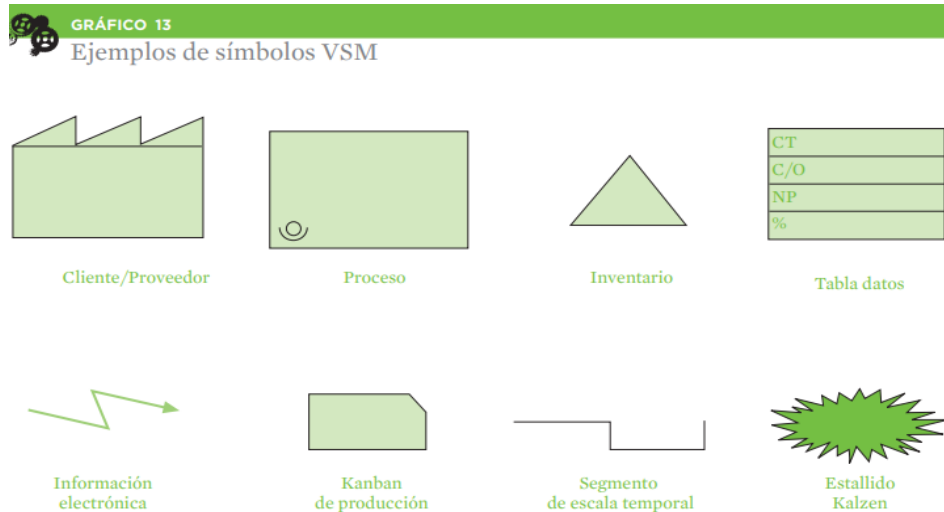 GRÁFICO 13
Ejemplos de símbolos VSM
CT
C/O
NP
%
Cliente/Proveedor
Proceso
Inventario
Tabla datos
Información
electrónica
Kanban
de producción
Segmento
de escala temporal
Estallido
Kalzen